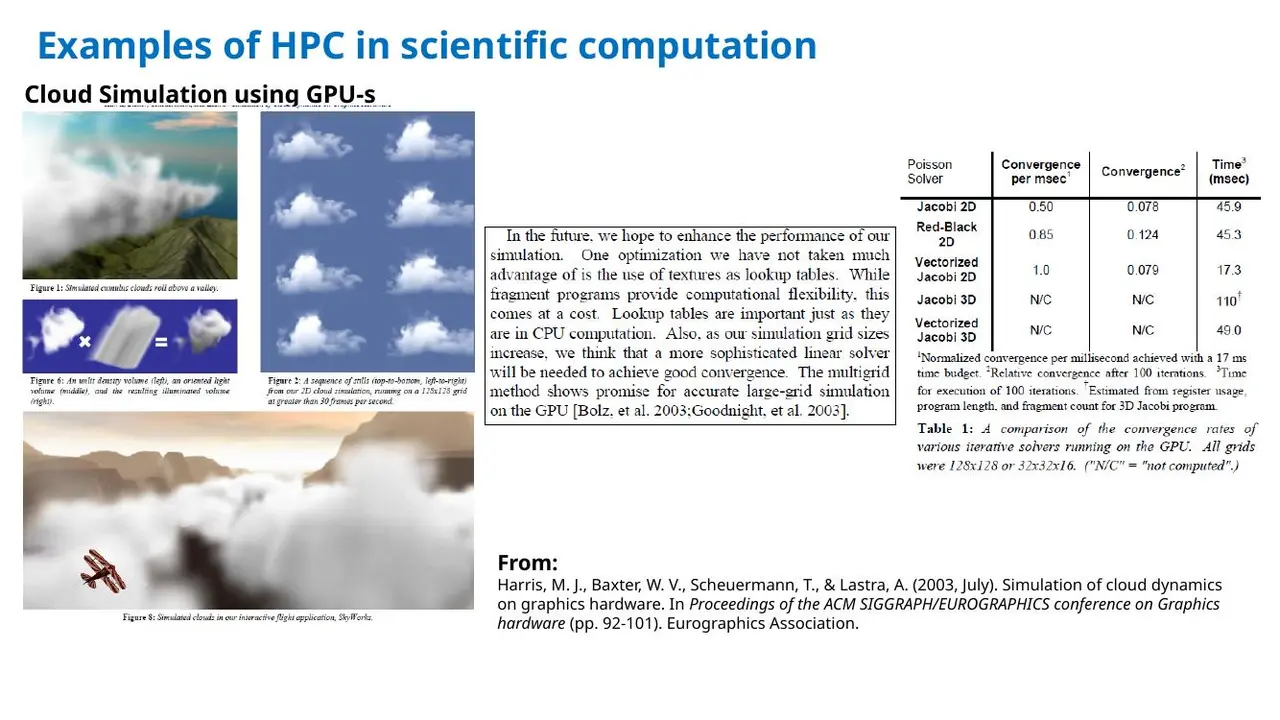 Examples of HPC in scientific computation
Cloud Simulation using GPU-s
Figure 1: Simulated cumulus clouds roll above a valley.
Figure 6: An unlit density volume (left), an oriented light
volume (middle), and the resulting illuminated volume
(right).
Figure 2: A sequence of stills (top-to-bottom, left-to-right)
from our 2D cloud simulation, running on a 128x128 grid
at greater than 30 frames per second.
Figure 8: Simulated clouds in our interactive flight application, SkyWorks.
In the future, we hope to enhance the performance of our
simulation. One optimization we have not taken much
advantage of is the use of textures as lookup tables. While
fragment programs provide computational flexibility, this
comes at a cost. Lookup tables are important just as they
are in CPU computation. Also, as our simulation grid sizes
increase, we think that a more sophisticated linear solver
will be needed to achieve good convergence. The multigrid
method shows promise for accurate large-grid simulation
on the GPU [Bolz, et al. 2003;Goodnight, et al. 2003].
Poisson Solver Convergence per msec1 Convergence2 Time3 (msec)
Jacobi 2D 0.50 0.078 45.9
Red-Black 2D 0.85 0.124 45.3
Vectorized Jacobi 2D 1.0 0.079 17.3
Jacobi 3D N/C N/C 110†
Vectorized Jacobi 3D N/C N/C 49.0
1Normalized convergence per millisecond achieved with a 17 ms
time budget. 2Relative convergence after 100 iterations. 3Time
for execution of 100 iterations. †Estimated from register usage,
program length, and fragment count for 3D Jacobi program.
Table 1: A comparison of the convergence rates of
various iterative solvers running on the GPU. All grids
were 128x128 or 32x32x16. ("N/C" = "not computed".)
From:
Harris, M. J., Baxter, W. V., Scheuermann, T., & Lastra, A. (2003, July). Simulation of cloud dynamics
on graphics hardware. In Proceedings of the ACM SIGGRAPH/EUROGRAPHICS conference on Graphics
hardware (pp. 92-101). Eurographics Association.